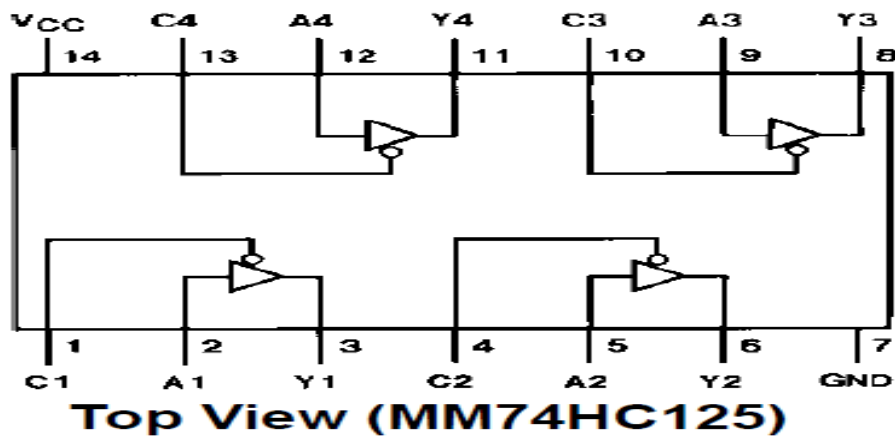 VCC C4 A4 Y4 C3 A3 Y3
14 13 12 11 10 9 8
1 2 3 4 5 6 7
C1 A1 Y1 C2 A2 Y2 GND
Top View (MM74HC125)